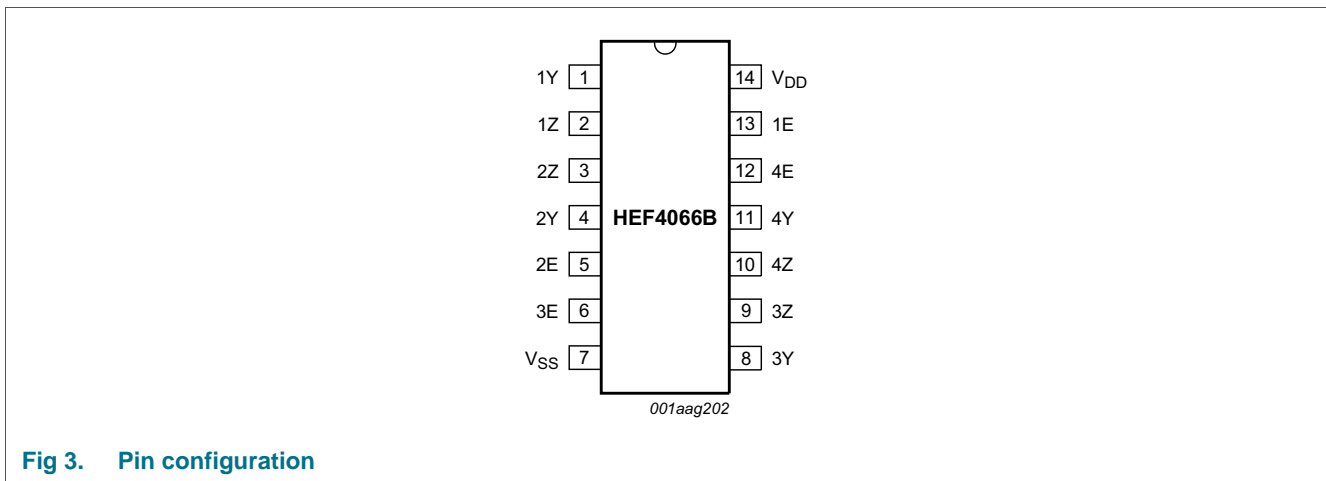 1Y 1 14 VDD
1Z 2 13 1E
2Z 3 12 4E
2Y 4 HEF4066B 11 4Y
2E 5 10 4Z
3E 6 9 3Z
VSS 7 8 3Y
001aag202
Fig 3. Pin configuration